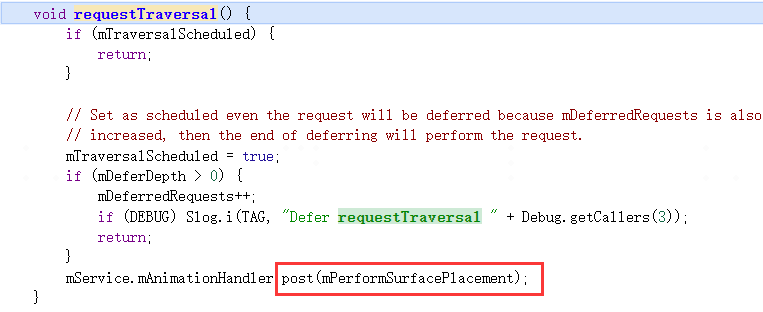 void requestTraversal() {
if (mTraversalScheduled) {
return;
}
// Set as scheduled even the request will be deferred because mDeferredRequests is also
// increased, then the end of deferring will perform the request.
mTraversalScheduled = true;
if (mDeferDepth > 0) {
mDeferredRequests++;
if (DEBUG) Slog.i(TAG, "Defer requestTraversal " + Debug.getCallers(3));
return;
}
mService.mAnimationHandler.post(mPerformSurfacePlacement);
}